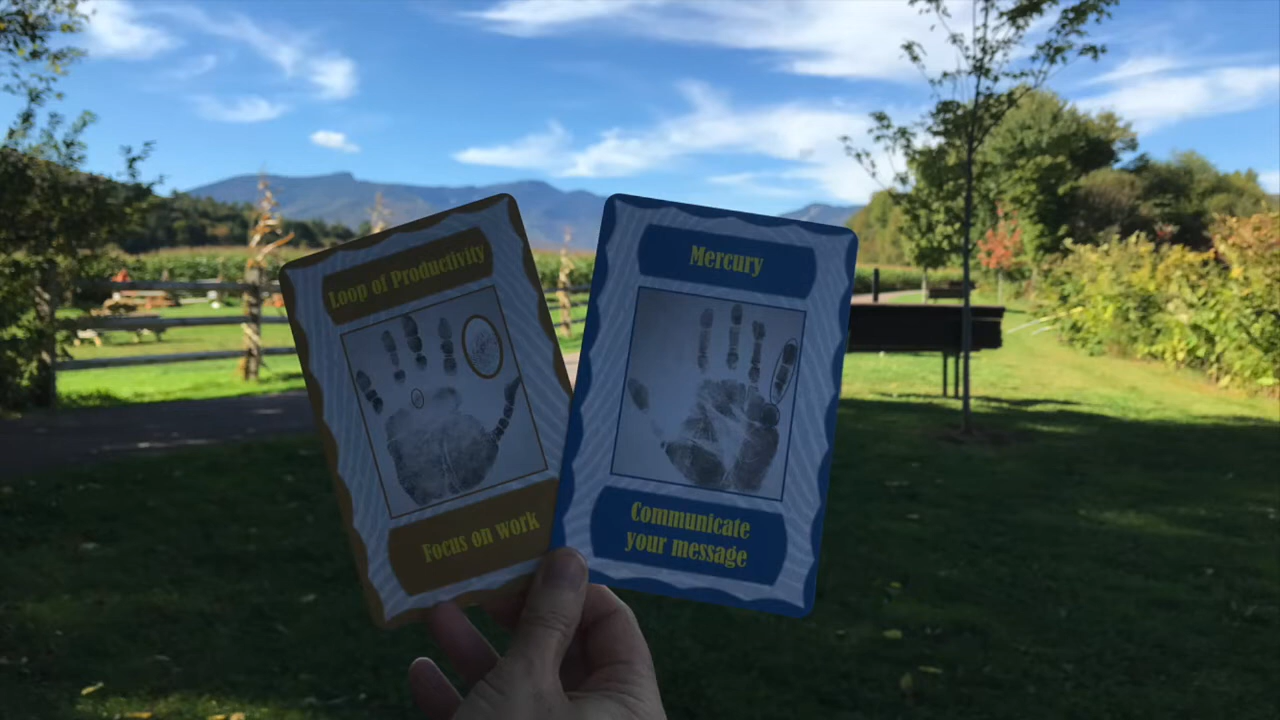 Loop of Productivity
Focus on work
Mercury
Communicate
your message